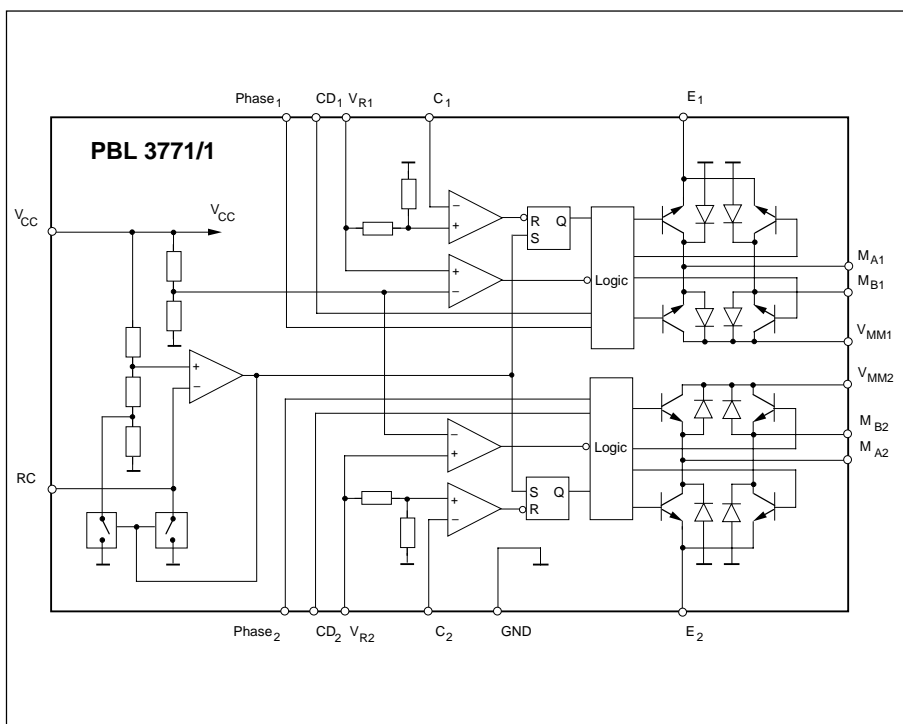 Phase1 CD1 VR1 C1 E1
PBL 3771/1
VCC VCC
R Q
S
Logic
MA1
MB1
VMM1
VMM2
MB2
MA2
Logic
S Q
R
RC
+ −
+ −
+ −
− +
+ −
Phase2 CD2 VR2 C2 GND E2